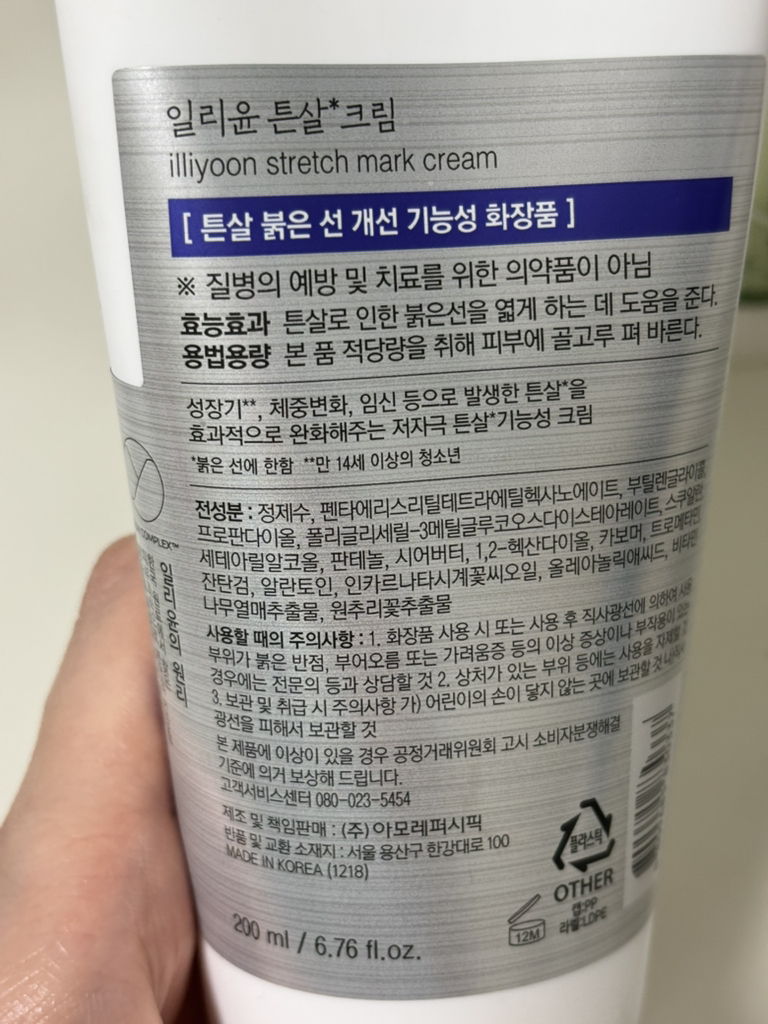 일리윤 튼살*크림
illiyoon stretch mark cream
[ 튼살 붉은 선 개선 기능성 화장품 ]
※ 질병의 예방 및 치료를 위한 의약품이 아님
효능효과 튼살로 인한 붉은선을 엷게 하는 데 도움을 준다.
용법용량 본 품 적당량을 취해 피부에 골고루 펴 바른다.
성장기**, 체중변화, 임신 등으로 발생한 튼살*을
효과적으로 완화해주는 저자극 튼살*기능성 크림
*붉은 선에 한함 **만 14세 이상의 청소년
전성분 : 정제수, 펜타에리스리틸테트라에틸헥사노에이트, 부틸렌글라이콜,
프로판다이올, 폴리글리세릴-3메틸글루코오스다이스테아레이트, 스쿠알란
세테아릴알코올, 판테놀, 시어버터, 1,2-헥산다이올, 카보머, 트로메타민
잔탄검, 알란토인, 인카르나타시계꽃씨오일, 올레아놀릭애씨드, 비타민
나무열매추출물, 원추리꽃추출물
사용할 때의 주의사항 : 1. 화장품 사용 시 또는 사용 후 직사광선에 의하여 사용
부위가 붉은 반점, 부어오름 또는 가려움증 등의 이상 증상이나 부작용이 있는
경우에는 전문의 등과 상담할 것 2. 상처가 있는 부위 등에는 사용을 자제할
3. 보관 및 취급 시 주의사항 가) 어린이의 손이 닿지 않는 곳에 보관할 것
광선을 피해서 보관할 것
본 제품에 이상이 있을 경우 공정거래위원회 고시 소비자분쟁해결
기준에 의거 보상해 드립니다.
고객서비스센터 080-023-5454
제조 및 책임판매 : (주)아모레퍼시픽
반품 및 교환 소재지 : 서울 용산구 한강대로 100
MADE IN KOREA (1218)
200 ml / 6.76 fl.oz.
12M
플라스틱
OTHER
캡:PP
라벨:LDPE
COMPLEX™
일리윤의 원리